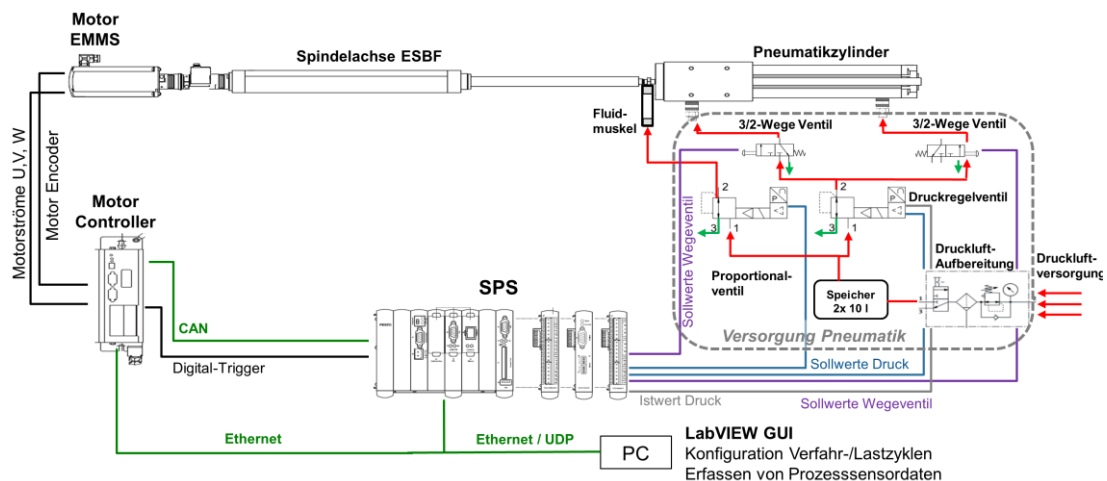 Motor
EMMS
Spindelachse ESBF
Pneumatikzylinder
Fluid-
muskel
3/2-Wege Ventil
3/2-Wege Ventil
Motorströme U,V, W
Motor Encoder
Motor
Controller
Sollwerte Wegeventil
2
P
3
1
2
P
3
1
Druckregelventil
Proportional-
ventil
Speicher
2x 10 l
Druckluft-
Aufbereitung
Druckluft-
versorgung
Versorgung Pneumatik
SPS
CAN
Digital-Trigger
Sollwerte Druck
Istwert Druck
Sollwerte Wegeventil
Ethernet
Ethernet / UDP
PC
LabVIEW GUI
Konfiguration Verfahr-/Lastzyklen
Erfassen von Prozesssensordaten